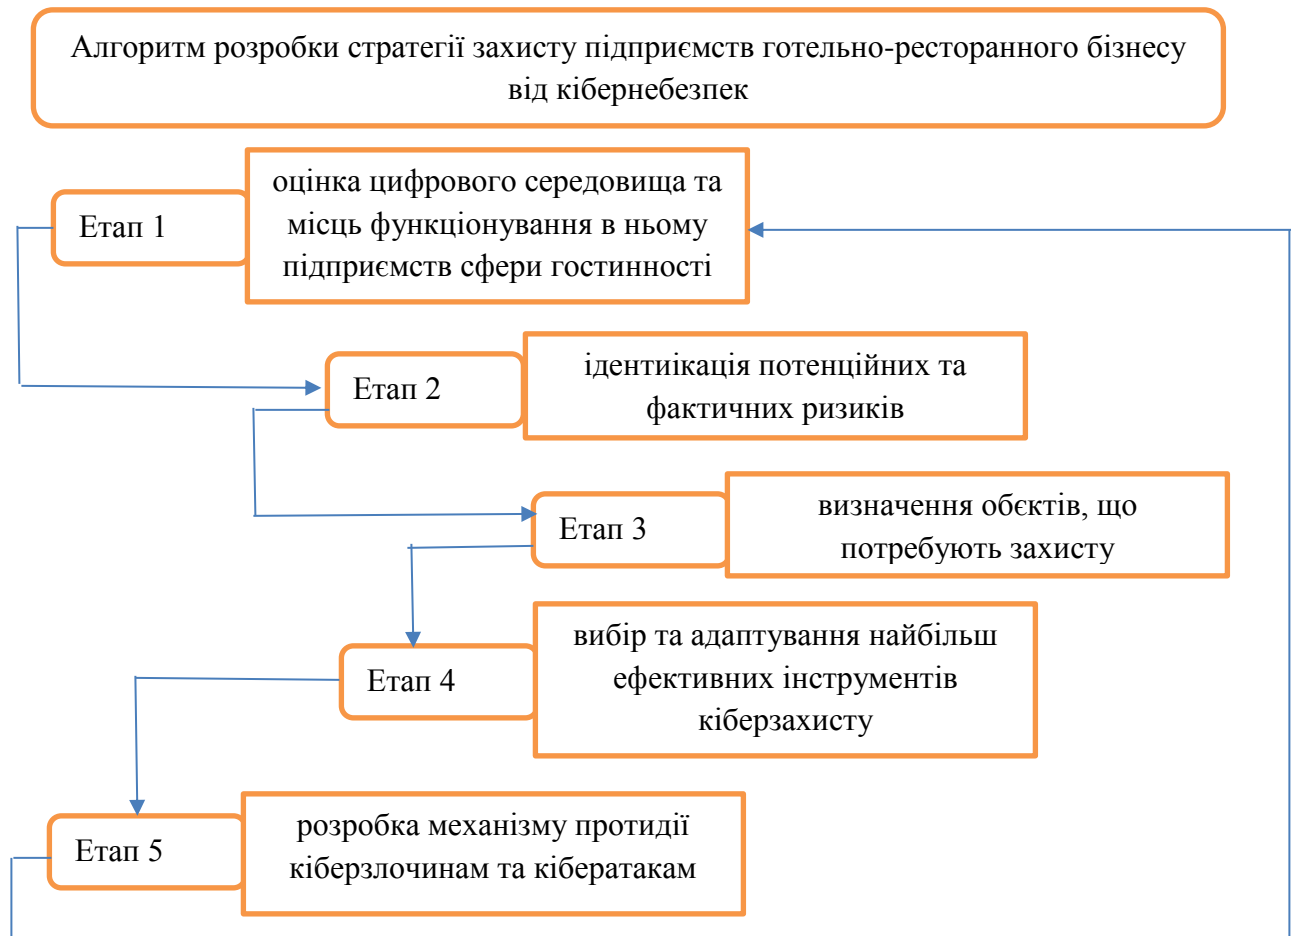 Алгоритм розробки стратегії захисту підприємств готельно-ресторанного бізнесу
від кібернебезпек
Етап 1
оцінка цифрового середовища та
місць функціонування в ньому
підприємств сфери гостинності
Етап 2
ідентиікація потенційних та
фактичних ризиків
Етап 3
визначення обєктів, що
потребують захисту
Етап 4
вибір та адаптування найбільш
ефективних інструментів
кіберзахисту
Етап 5
розробка механізму протидії
кіберзлочинам та кібератакам